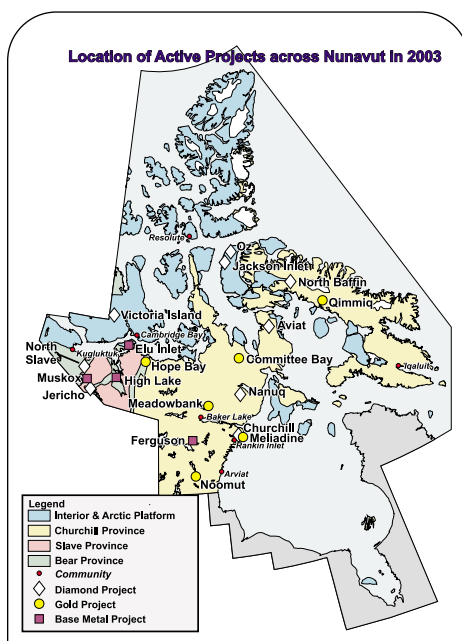 Location of Active Projects across Nunavut in 2003
Resolute
Oz
Jackson Inlet
North Baffin
Qimmiq
Victoria Island
Aviat
Cambridge Bay
North
Slave
Kugluktuk
Elu Inlet
Iqaluit
Committee Bay
Hope Bay
Muskox
High Lake
Jericho
Nanuq
Meadowbank
Baker Lake
Churchill
Ferguson
Meliadine
Rankin Inlet
Arviat
Noomut
Legend
Interior & Arctic Platform
Churchill Province
Slave Province
Bear Province
Community
Diamond Project
Gold Project
Base Metal Project